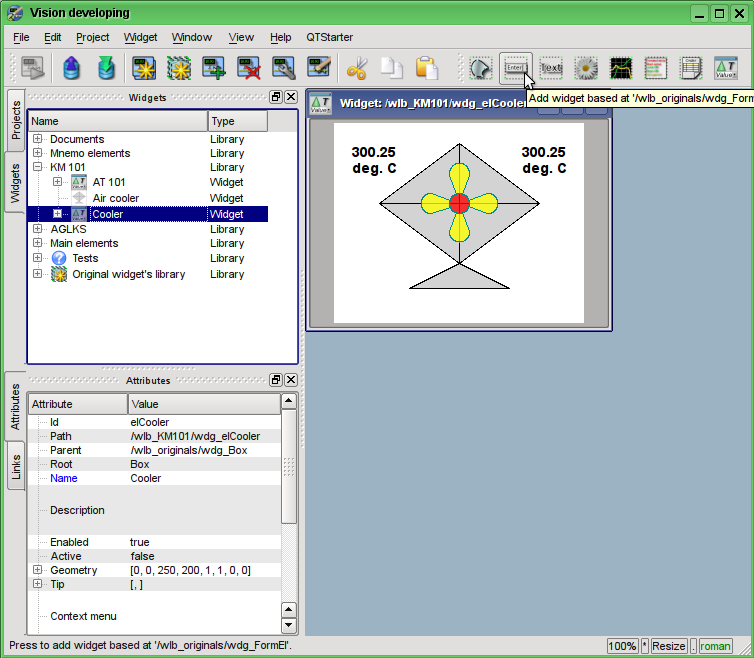 Vision developing
File Edit Project Widget Window View Help QTStarter
Enter
Text
Value1
Add widget based at '/wlb_originals/wdg_Form
Projects
Widgets
Widgets
Name Type
Documents Library
Mnemo elements Library
KM 101 Library
AT 101 Widget
Air cooler Widget
Cooler Widget
AGLKS Library
Main elements Library
Tests Library
Original widget's library Library
Widget: /wlb_KM101/wdg_elCooler
300.25
deg. C
300.25
deg. C
Attributes
Links
Attributes
Attribute Value
Id elCooler
Path /wlb_KM101/wdg_elCooler
Parent /wlb_originals/wdg_Box
Root Box
Name Cooler
Description
Enabled true
Active false
Geometry [0, 0, 250, 200, 1, 1, 0, 0]
Tip [, ]
Context menu
Press to add widget based at '/wlb_originals/wdg_FormEl'.
100% * Resize . roman